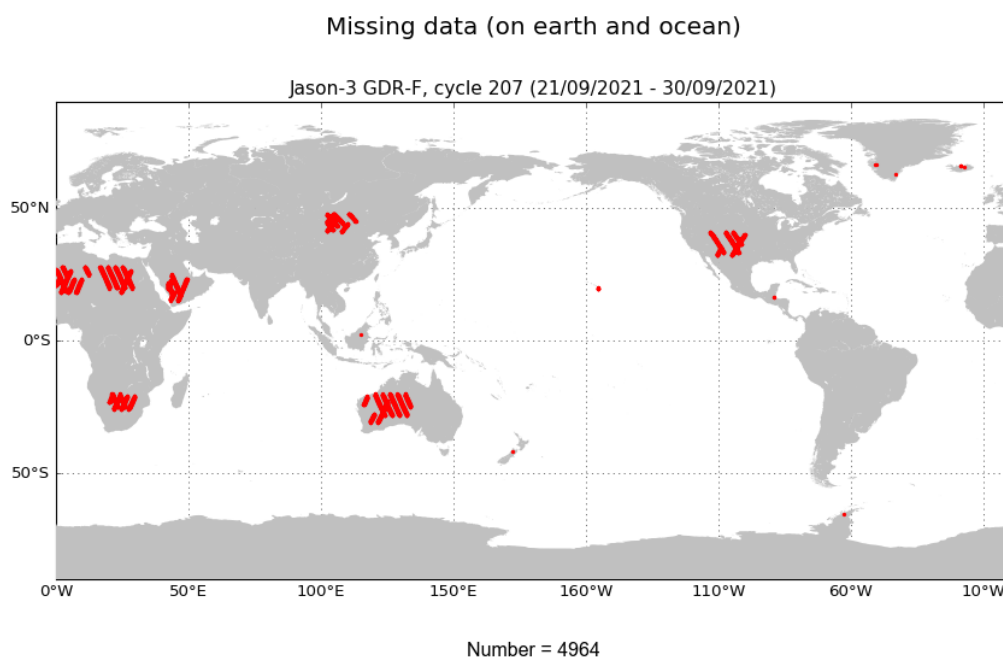 Missing data (on earth and ocean)
Jason-3 GDR-F, cycle 207 (21/09/2021 - 30/09/2021)
50°N
0°S
50°S
0°W 50°E 100°E 150°E 160°W 110°W 60°W 10°W
Number = 4964